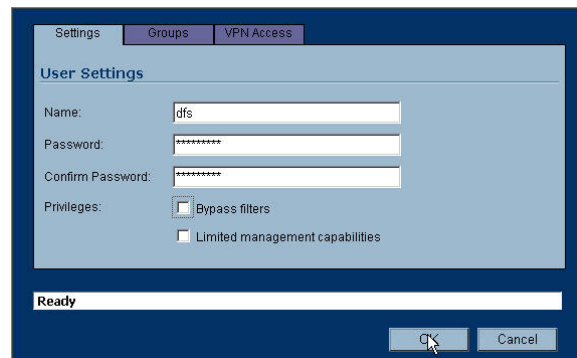 Settings Groups VPN Access
User Settings
Name: dfs
Password: *********
Confirm Password: *********
Privileges: Bypass filters
Limited management capabilities
Ready
OK Cancel